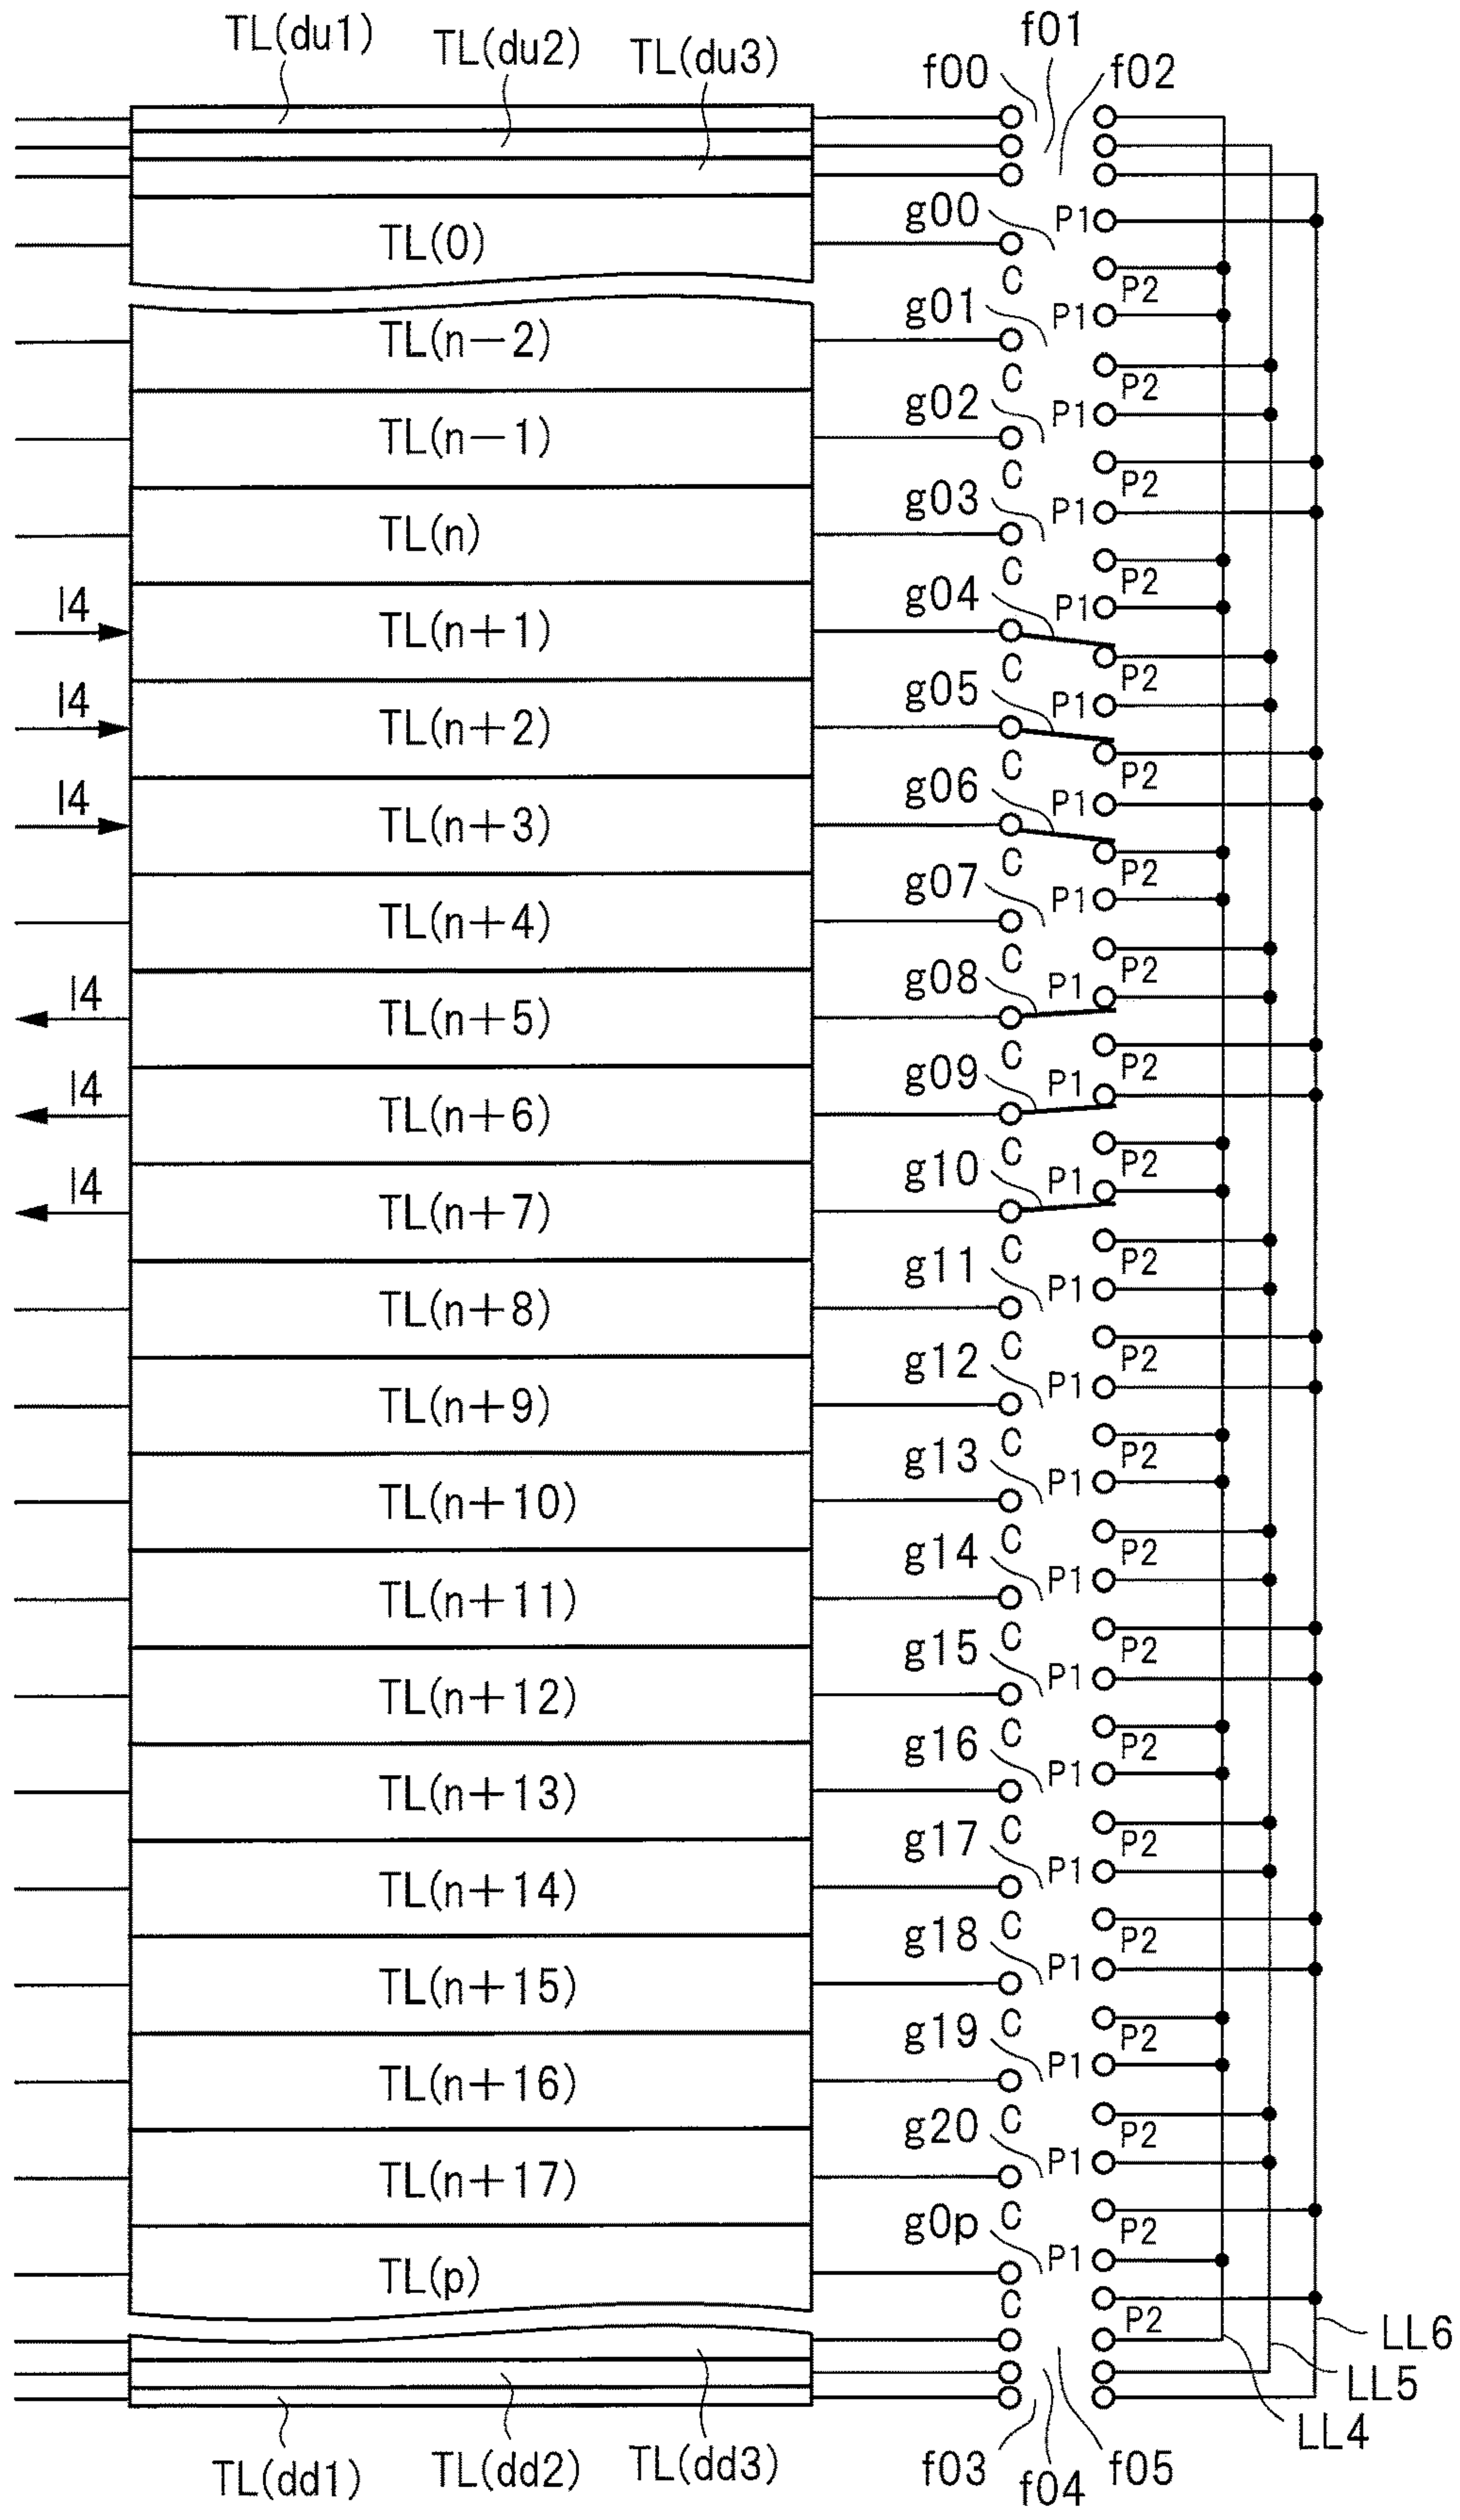 TL(du1) TL(du2) TL(du3) f00 f01 f02
g00 P1
TL(0)
C P2
g01 P1
TL(n−2)
C P2
g02 P1
TL(n−1)
C P2
g03 P1
TL(n)
C P2
I4 g04 P1
TL(n+1)
C P2
I4 g05 P1
TL(n+2)
C P2
I4 g06 P1
TL(n+3)
C P2
g07 P1
TL(n+4)
C P2
I4 g08 P1
TL(n+5)
C P2
I4 g09 P1
TL(n+6)
C P2
I4 g10 P1
TL(n+7)
C P2
g11 P1
TL(n+8)
C P2
g12 P1
TL(n+9)
C P2
g13 P1
TL(n+10)
C P2
g14 P1
TL(n+11)
C P2
g15 P1
TL(n+12)
C P2
g16 P1
TL(n+13)
C P2
g17 P1
TL(n+14)
C P2
g18 P1
TL(n+15)
C P2
g19 P1
TL(n+16)
C P2
g20 P1
TL(n+17)
C P2
g0p P1
TL(p)
C P2
LL6
LL5
LL4
TL(dd1) TL(dd2) TL(dd3) f03 f04 f05